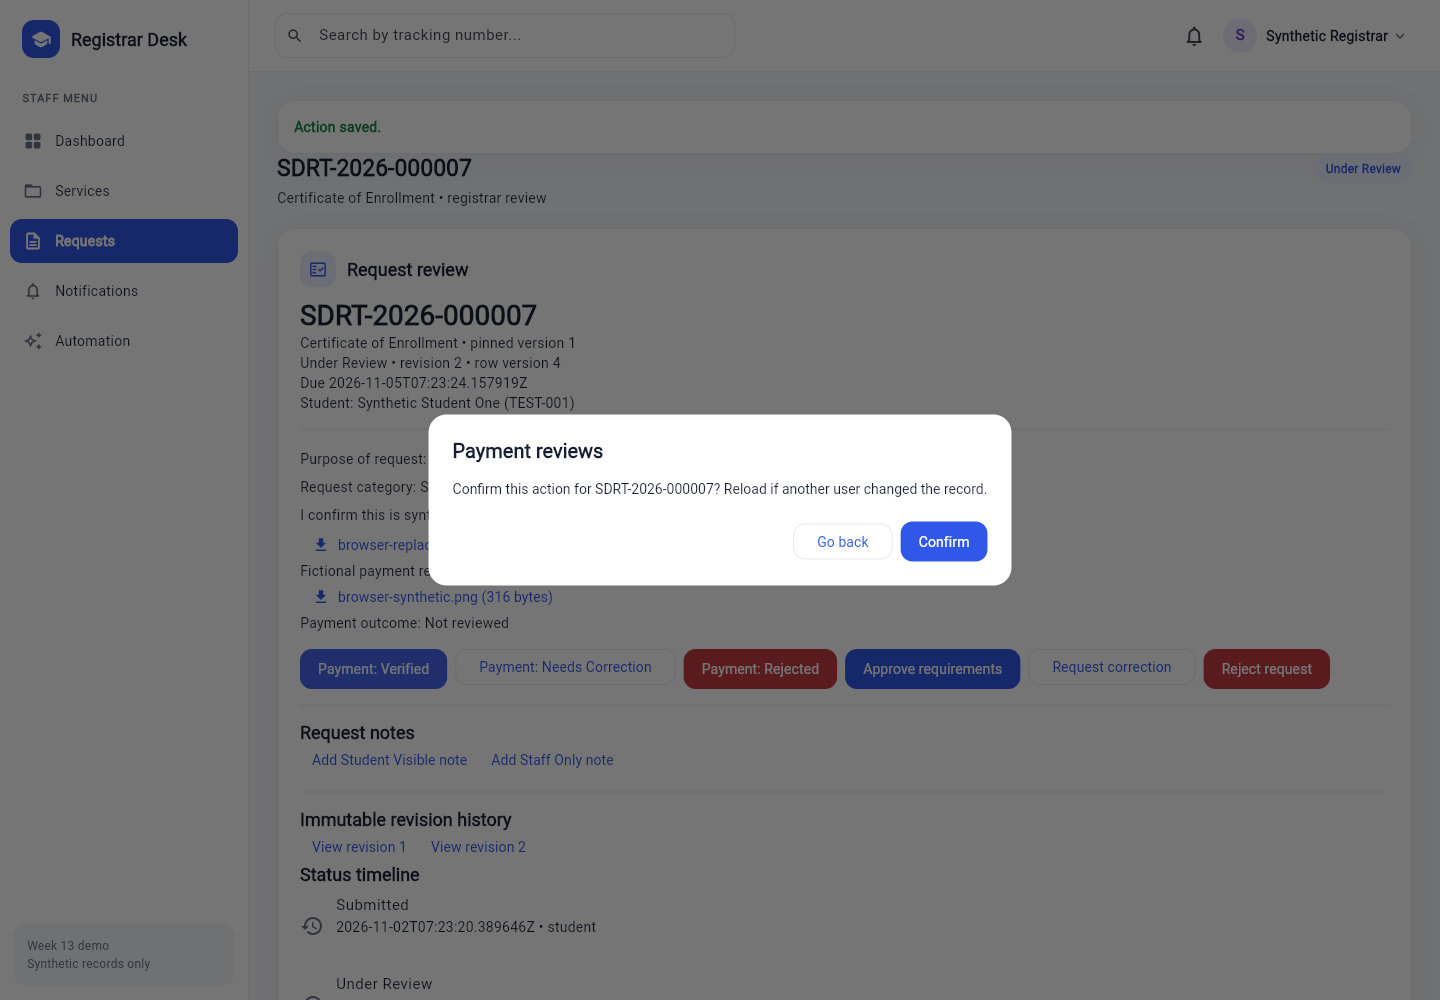 Registrar Desk
Search by tracking number...
S
Synthetic Registrar
STAFF MENU
Dashboard
Services
Requests
Notifications
Automation
Week 13 demo
Synthetic records only
Action saved.
SDRT-2026-000007
Under Review
Certificate of Enrollment • registrar review
Request review
SDRT-2026-000007
Certificate of Enrollment • pinned version 1
Under Review • revision 2 • row version 4
Due 2026-11-05T07:23:24.157919Z
Student: Synthetic Student One (TEST-001)
Purpose of request:
Request category:
I confirm this is
Payment reviews
Confirm this action for SDRT-2026-000007? Reload if another user changed the record.
Go back
Confirm
Fictional payment
browser-synthetic.png (316 bytes)
Payment outcome: Not reviewed
Payment: Verified
Payment: Needs Correction
Payment: Rejected
Approve requirements
Request correction
Reject request
Request notes
Add Student Visible note
Add Staff Only note
Immutable revision history
View revision 1
View revision 2
Status timeline
Submitted
2026-11-02T07:23:20.389646Z • student
Under Review